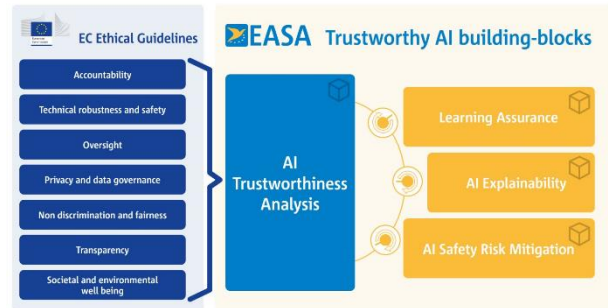 EC Ethical Guidelines
Accountability
Technical robustness and safety
Oversight
Privacy and data governance
Non discrimination and fairness
Transparency
Societal and environmental
well being
EASA Trustworthy AI building-blocks
AI
Trustworthiness
Analysis
Learning Assurance
AI Explainability
AI Safety Risk Mitigation